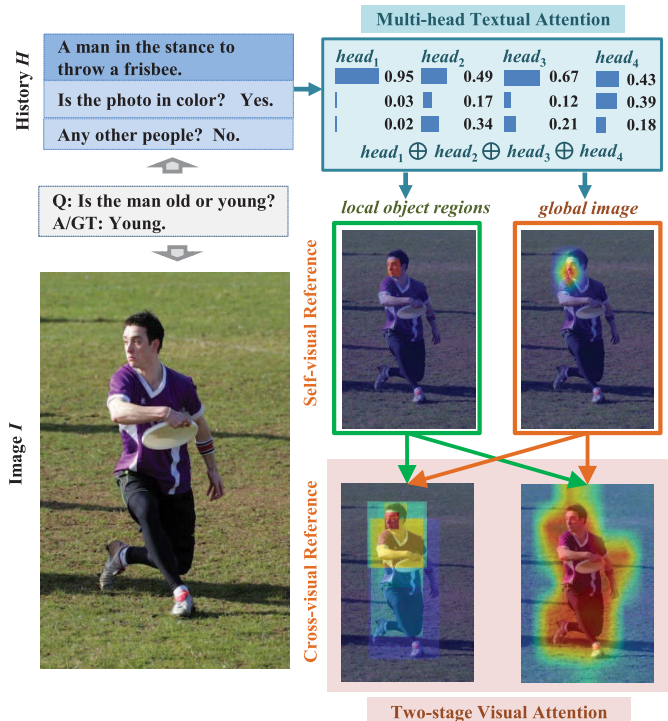 Multi-head Textual Attention
History H
A man in the stance to
throw a frisbee.
Is the photo in color? Yes.
Any other people? No.
head1 head2 head3 head4
0.95 0.49 0.67 0.43
0.03 0.17 0.12 0.39
0.02 0.34 0.21 0.18
head1 ⊕ head2 ⊕ head3 ⊕ head4
Q: Is the man old or young?
A/GT: Young.
local object regions
global image
Self-visual Reference
Image I
Cross-visual Reference
Two-stage Visual Attention